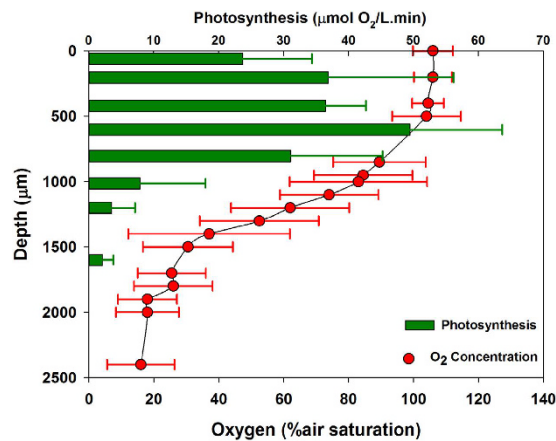 Photosynthesis (μmol O₂/L.min)
0 10 20 30 40 50 60 70
0
500
1000
1500
2000
2500
Depth (μm)
Photosynthesis
O₂ Concentration
0 20 40 60 80 100 120 140
Oxygen (%air saturation)